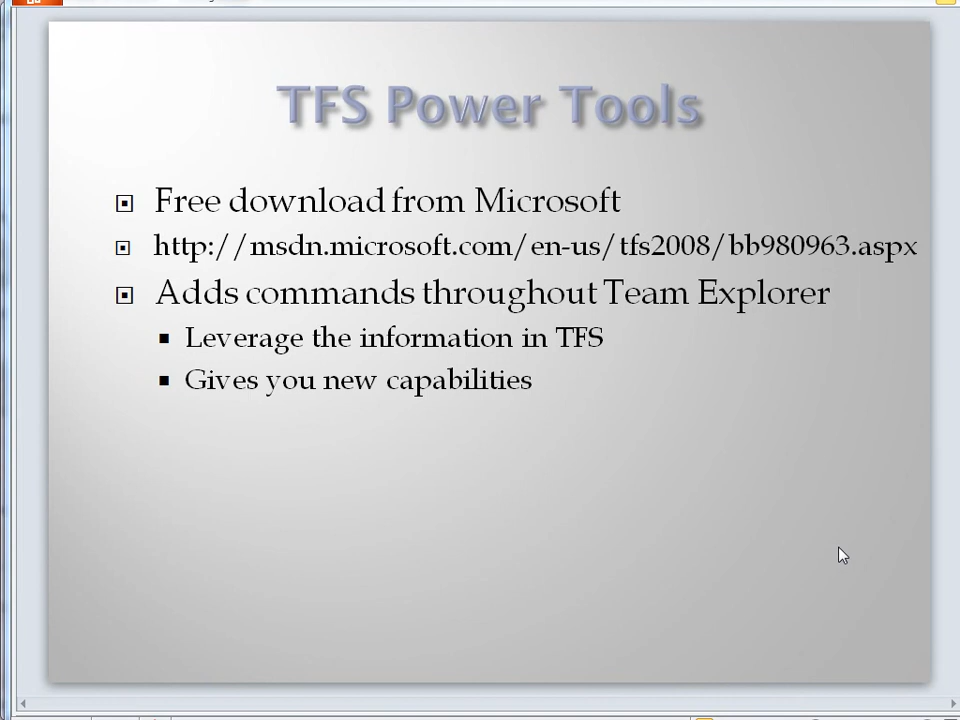 TFS Power Tools
Free download from Microsoft
http://msdn.microsoft.com/en-us/tfs2008/bb980963.aspx
Adds commands throughout Team Explorer
Leverage the information in TFS
Gives you new capabilities